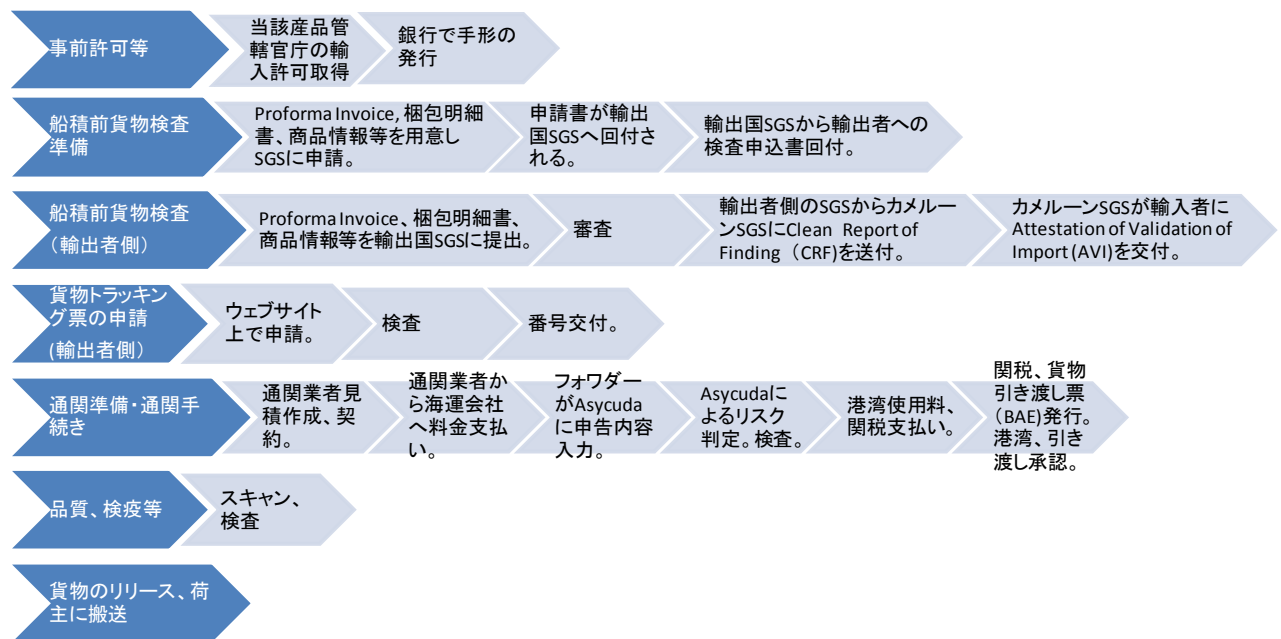 事前許可等
当該産品管
轄官庁の輸
入許可取得
銀行で手形の
発行
船積前貨物検査
準備
Proforma Invoice, 梱包明細
書、商品情報等を用意し
SGSに申請。
申請書が輸出
国SGSへ回付さ
れる。
輸出国SGSから輸出者への
検査申込書回付。
船積前貨物検査
（輸出者側）
Proforma Invoice、梱包明細書、
商品情報等を輸出国SGSに提出。
審査
輸出者側のSGSからカメルー
ンSGSにClean Report of
Finding （CRF)を送付。
カメルーンSGSが輸入者に
Attestation of Validation of
Import (AVI)を交付。
貨物トラッキン
グ票の申請
(輸出者側）
ウェブサイト
上で申請。
検査
番号交付。
通関準備・通関手
続き
通関業者見
積作成、契
約。
通関業者か
ら海運会社
へ料金支払
い。
フォワダー
がAsycuda
に申告内容
入力。
Asycudaに
よるリスク
判定。検査。
港湾使用料、
関税支払い。
関税、貨物
引き渡し票
（BAE)発行。
港湾、引き
渡し承認。
品質、検疫等
スキャン、
検査
貨物のリリース、荷
主に搬送